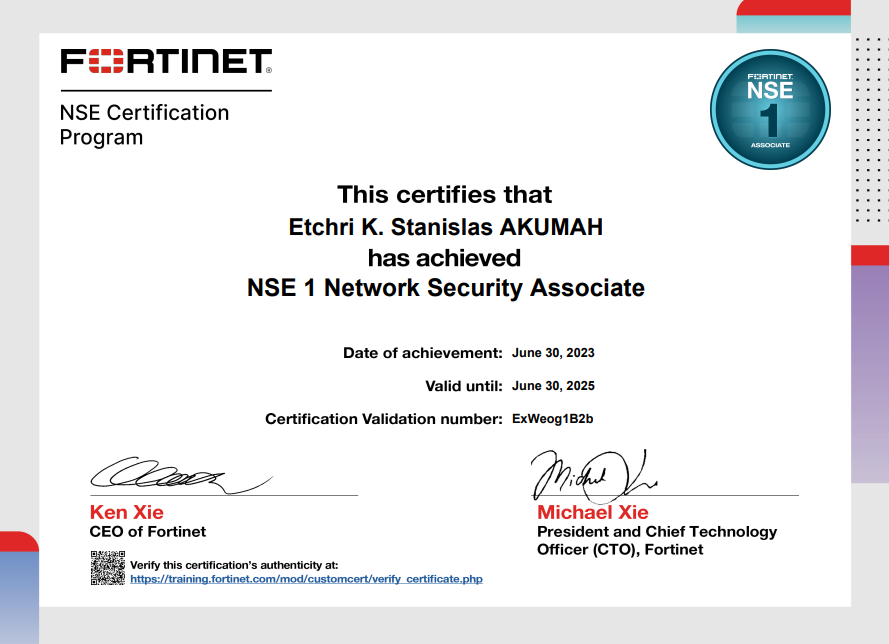 FORTINET®
NSE Certification
Program
FORTINET
NSE
1
ASSOCIATE
This certifies that
Etchri K. Stanislas AKUMAH
has achieved
NSE 1 Network Security Associate
Date of achievement: June 30, 2023
Valid until: June 30, 2025
Certification Validation number: ExWeog1B2b
Ken Xie
CEO of Fortinet
Michael Xie
President and Chief Technology
Officer (CTO), Fortinet
Verify this certification's authenticity at:
https://training.fortinet.com/mod/customcert/verify_certificate.php